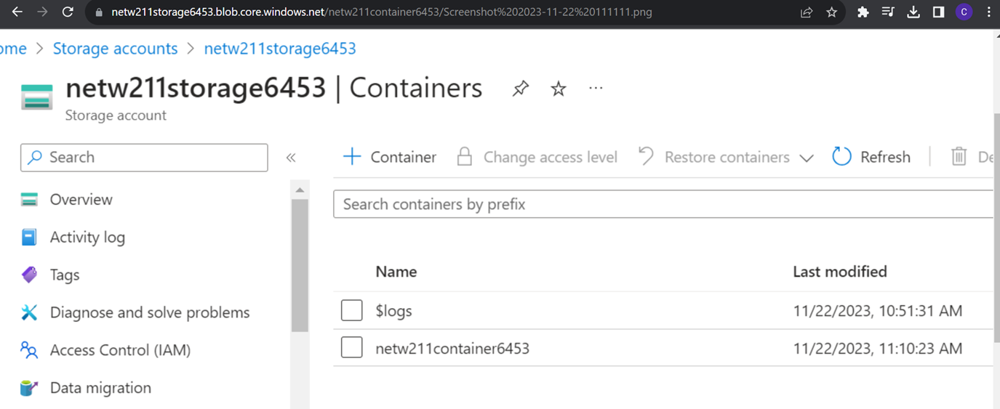 netw211storage6453.blob.core.windows.net/netw211container6453/Screenshot%202023-11-22%20111111.png
C
ome > Storage accounts > netw211storage6453
netw211storage6453 | Containers
Storage account
Search
«
+ Container
Change access level
Restore containers
Refresh
De
Search containers by prefix
Overview
Activity log
Tags
Diagnose and solve problems
Access Control (IAM)
Data migration
Name Last modified
$logs 11/22/2023, 10:51:31 AM
netw211container6453 11/22/2023, 11:10:23 AM